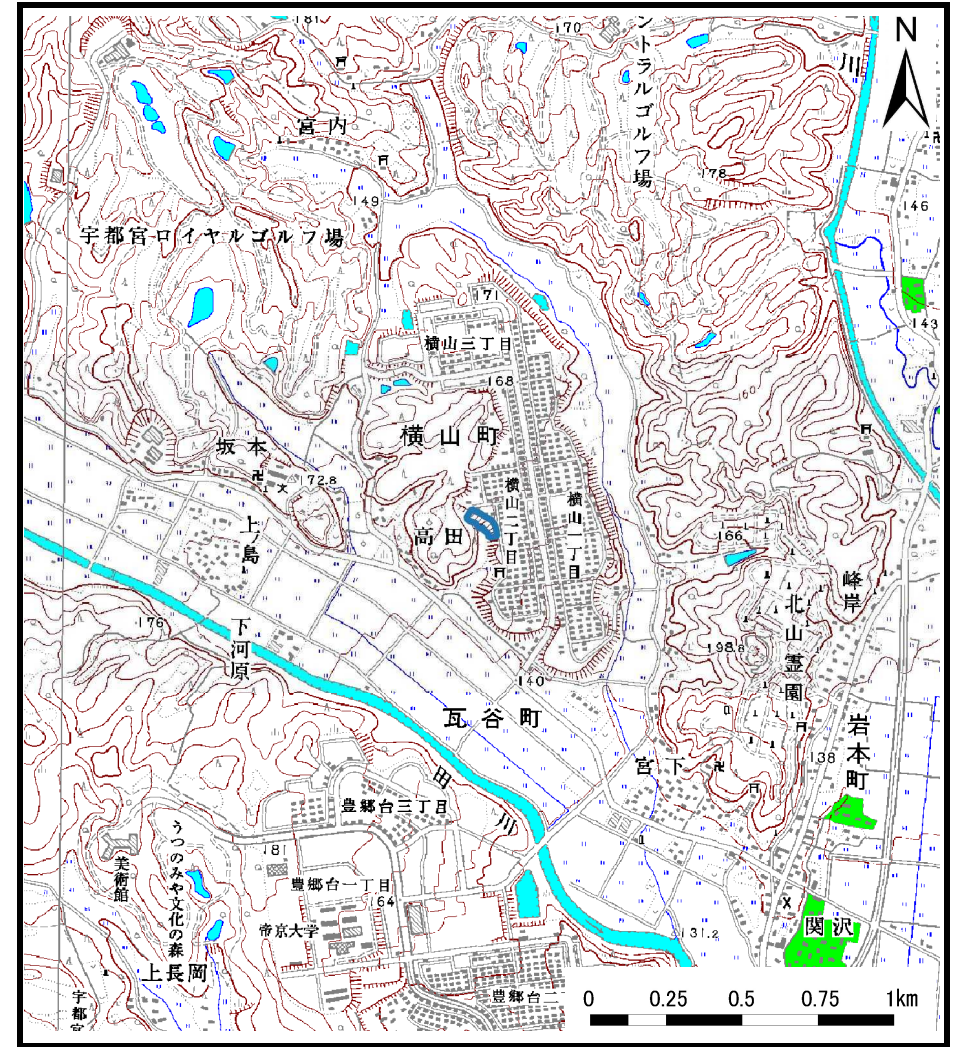 181
170
ントラルゴルフ場
川
N
宮内
178
149
146
宇都宮ロイヤルゴルフ場
171
143
横山三丁目
168
160
横山町
坂本
72.8
横山二丁目
横山一丁目
高田
上ノ島
166
峰岸
北山霊園
176
下河原
198.8
140
瓦谷町
岩本町
宮下
138
田川
豊郷台三丁目
うつのみや文化の森
美術館
181
豊郷台一丁目
164
帝京大学
関沢
131.2
上長岡
宇都宮
豊郷台二
0 0.25 0.5 0.75 1km